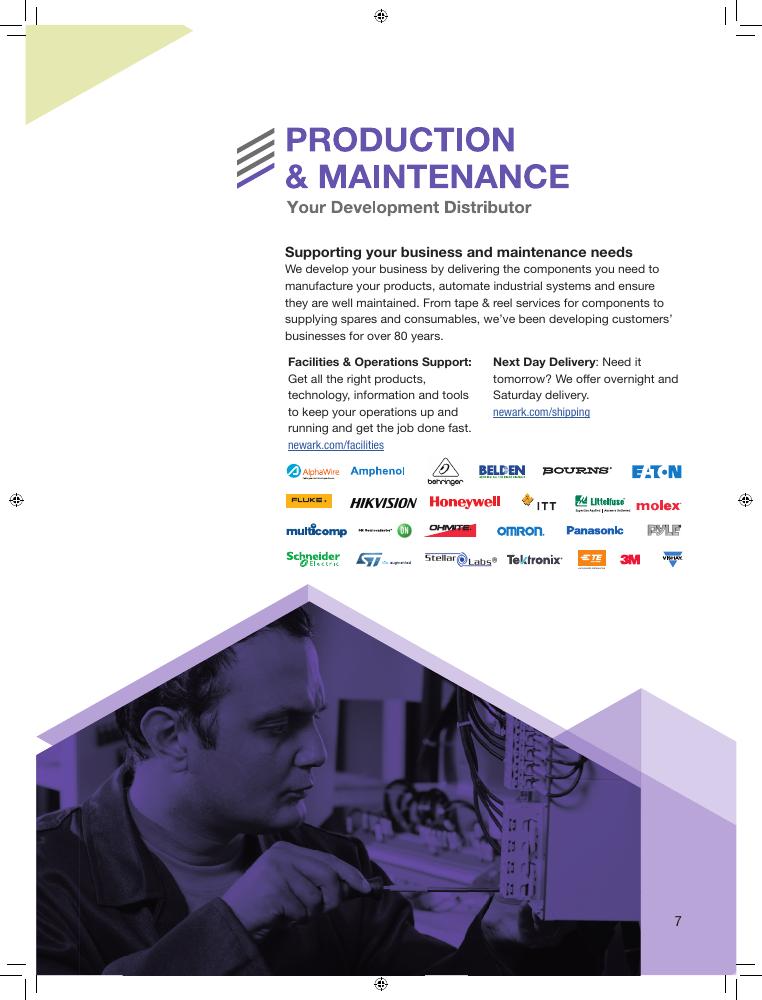 PRODUCTION
& MAINTENANCE
Your Development Distributor
Supporting your business and maintenance needs
We develop your business by delivering the components you need to
manufacture your products, automate industrial systems and ensure
they are well maintained. From tape & reel services for components to
supplying spares and consumables, we've been developing customers'
businesses for over 80 years.
Facilities & Operations Support:
Get all the right products,
technology, information and tools
to keep your operations up and
running and get the job done fast.
newark.com/facilities
Next Day Delivery: Need it
tomorrow? We offer overnight and
Saturday delivery.
newark.com/shipping
AlphaWire Amphenol behringer BELDEN BOURNS® EATON
FLUKE® HIKVISION Honeywell ITT Littelfuse® molex
multicomp ON Semiconductor® ON OHMITE® OMRON Panasonic PYLE®
Schneider Electric ST life.augmented Stellar Labs® Tektronix® TE 3M VISHAY
7